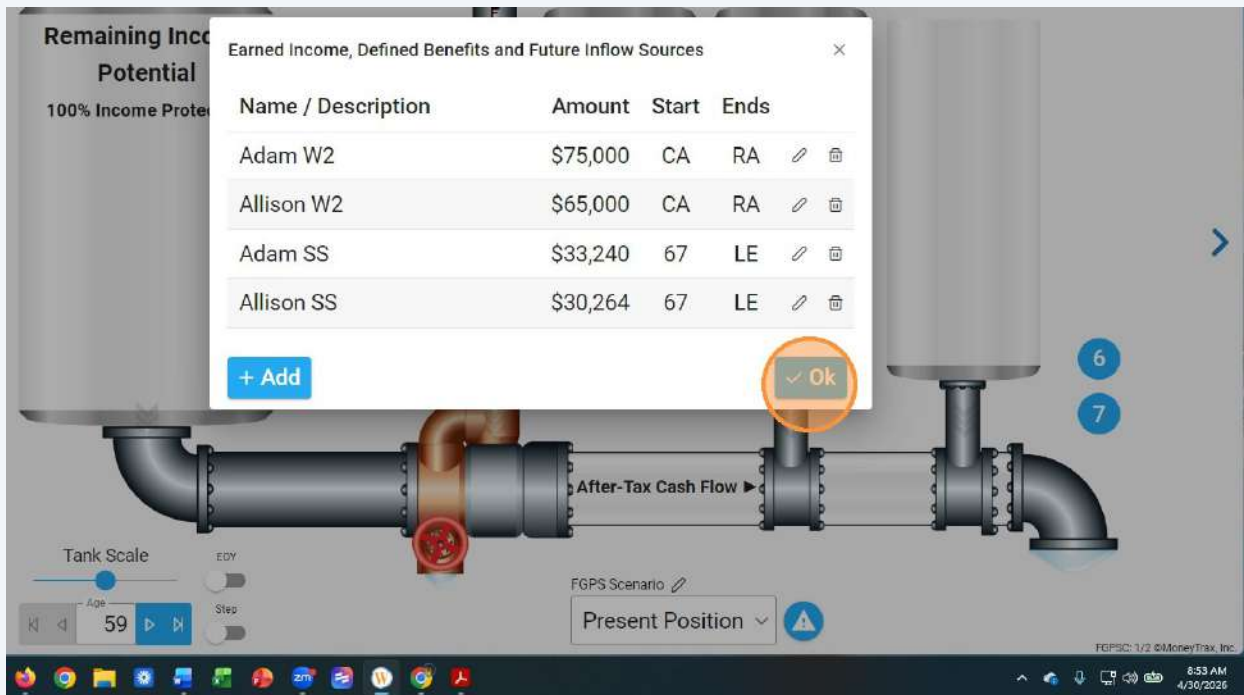 F
Remaining Inco
Potential
100% Income Protec
Earned Income, Defined Benefits and Future Inflow Sources
Name / Description Amount Start Ends
Adam W2 $75,000 CA RA
Allison W2 $65,000 CA RA
Adam SS $33,240 67 LE
Allison SS $30,264 67 LE
+ Add
Ok
6
7
After-Tax Cash Flow ►
Tank Scale
EOY
Age
59
Step
FGPS Scenario
Present Position
FGPSC: 1/2 ©MoneyTrax, Inc.
zm
W
8:53 AM
4/30/2026